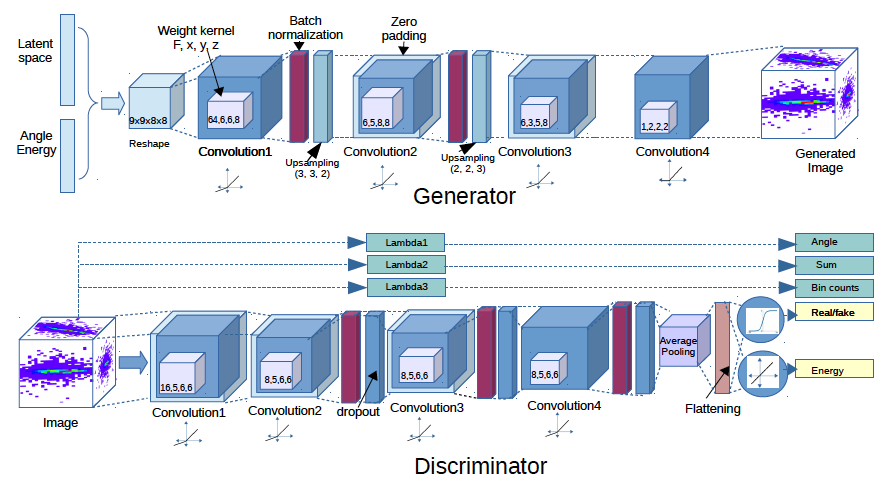 Latent
space
Angle
Energy
9x9x8x8
Reshape
Weight kernel
F, x, y, z
64,6,6,8
Convolution1
Batch
normalization
Upsampling
(3, 3, 2)
Zero
padding
6,5,8,8
Convolution2
Upsampling
(2, 2, 3)
6,3,5,8
Convolution3
1,2,2,2
Convolution4
Generated
Image
Generator
Lambda1
Lambda2
Lambda3
Angle
Sum
Bin counts
Real/fake
Energy
Image
16,5,6,6
Convolution1
8,5,6,6
Convolution2
dropout
8,5,6,6
Convolution3
8,5,6,6
Convolution4
Average
Pooling
Flattening
Discriminator